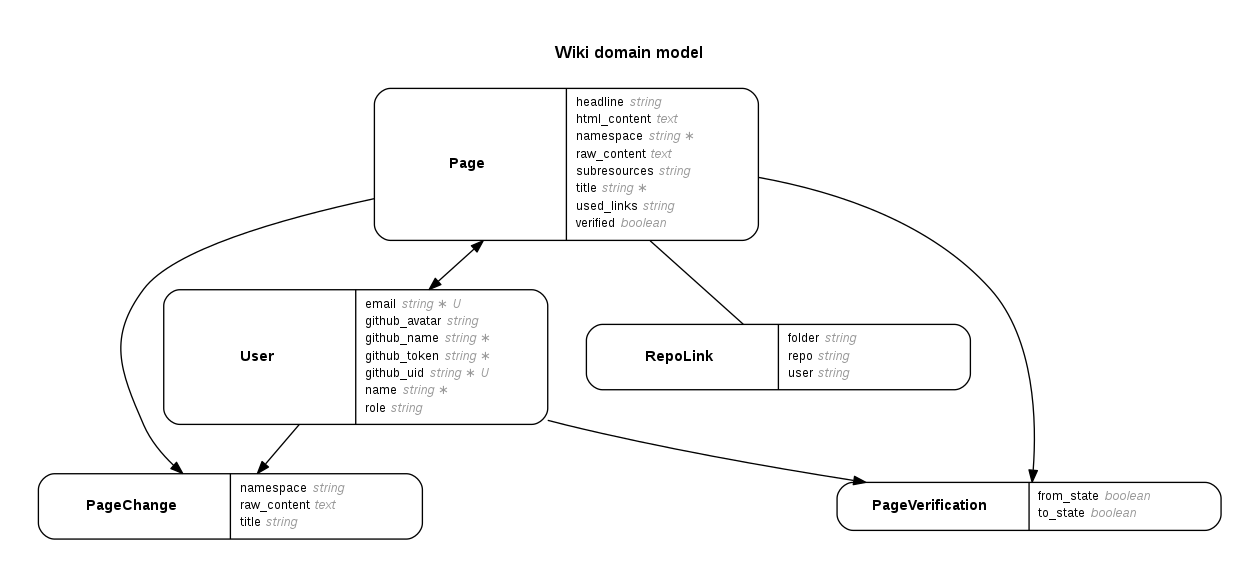 Wiki domain model
Page
headline string
html_content text
namespace string ∗
raw_content text
subresources string
title string ∗
used_links string
verified boolean
User
email string ∗ U
github_avatar string
github_name string ∗
github_token string ∗
github_uid string ∗ U
name string ∗
role string
RepoLink
folder string
repo string
user string
PageChange
namespace string
raw_content text
title string
PageVerification
from_state boolean
to_state boolean